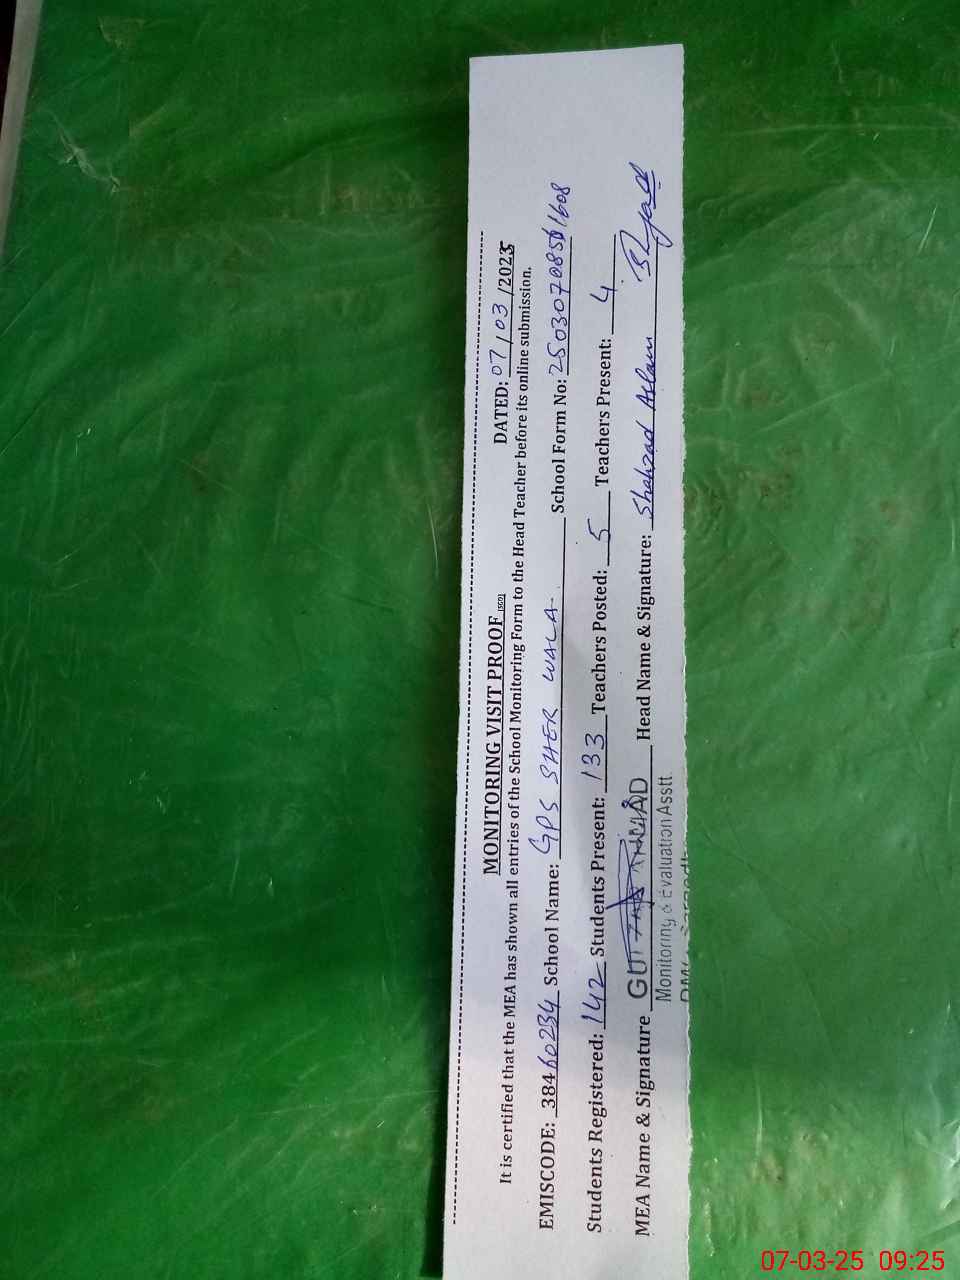 MONITORING VISIT PROOF (SED) DATED: 07/03/2025
It is certified that the MEA has shown all entries of the School Monitoring Form to the Head Teacher before its online submission.
EMISCODE: 38460234 School Name: GPS SHER WALA School Form No:
Students Registered: 142 Students Present: 133 Teachers Posted: 5 Teachers Present: 4
MEA Name & Signature AHMAD Head Name & Signature: Shahzad Aslam
Monitoring & Evaluation Asstt.
07-03-25 09:25